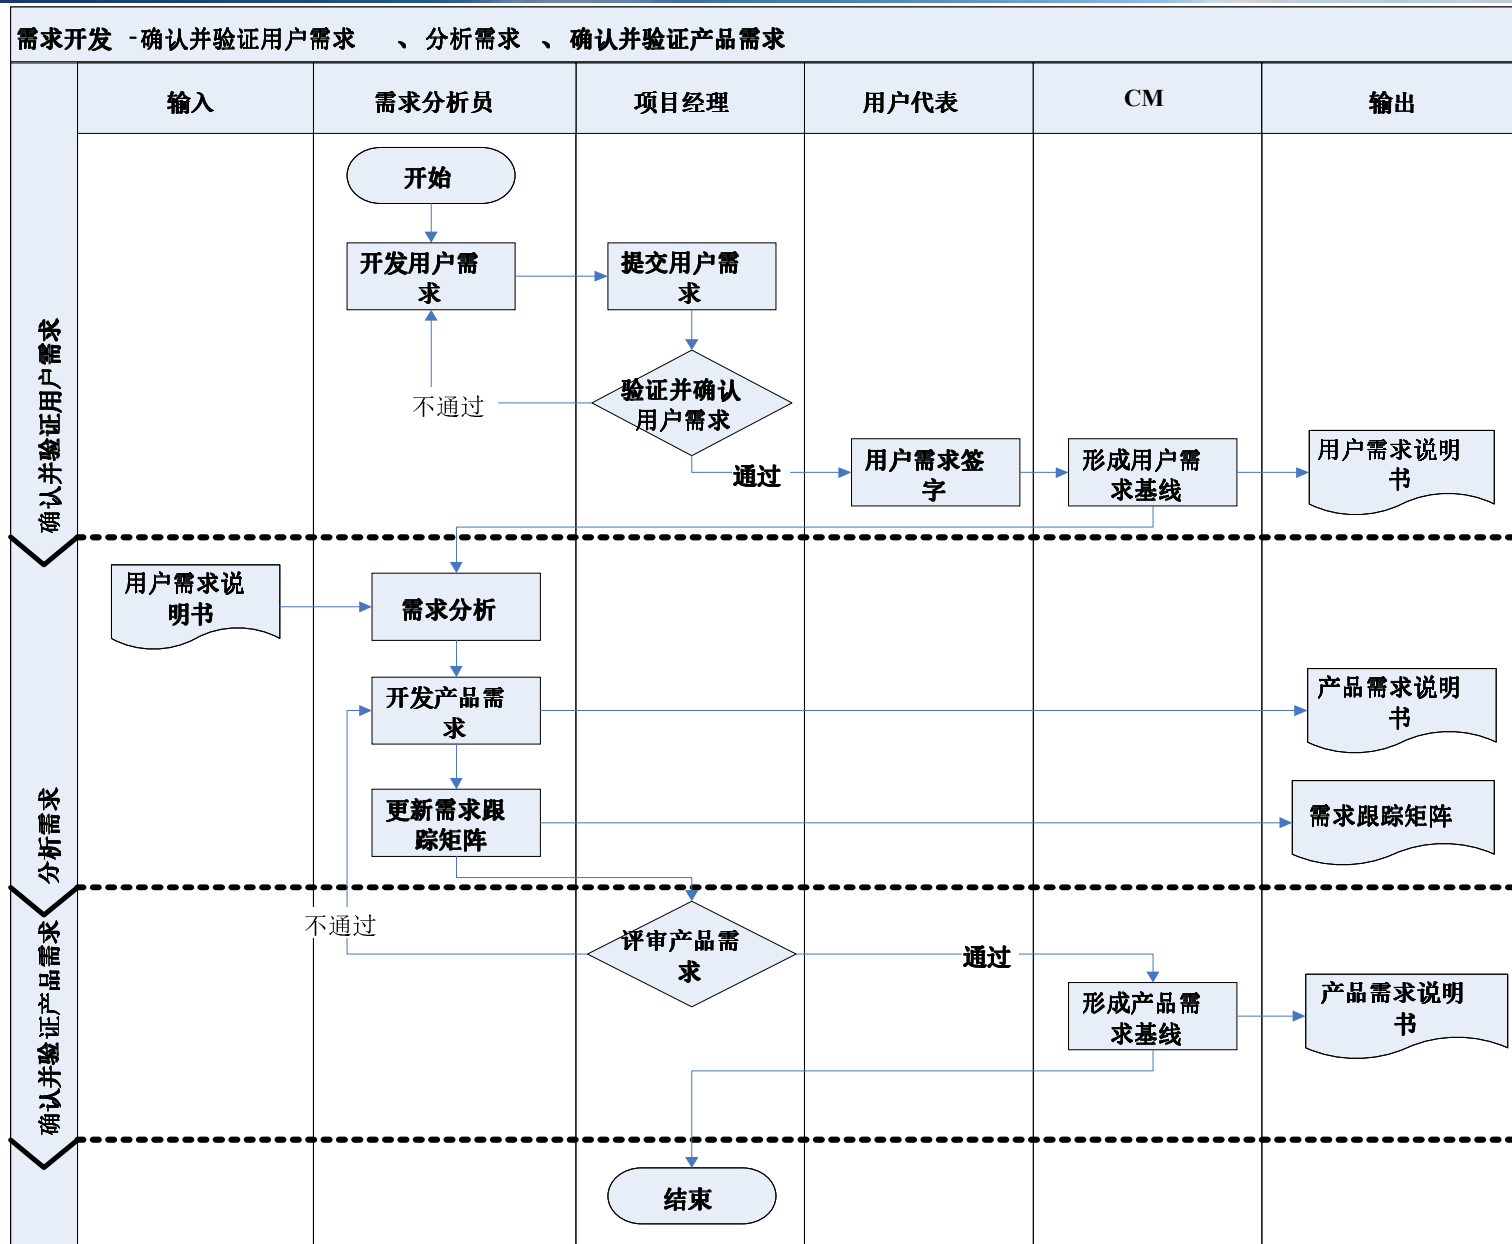 需求开发 -确认并验证用户需求 、分析需求 、确认并验证产品需求
输入
需求分析员
项目经理
用户代表
CM
输出
确认并验证用户需求
开始
开发用户需
求
提交用户需
求
验证并确认
用户需求
不通过
通过
用户需求签
字
形成用户需
求基线
用户需求说明
书
分析需求
用户需求说
明书
需求分析
开发产品需
求
产品需求说明
书
更新需求跟
踪矩阵
需求跟踪矩阵
确认并验证产品需求
不通过
评审产品需
求
通过
形成产品需
求基线
产品需求说明
书
结束